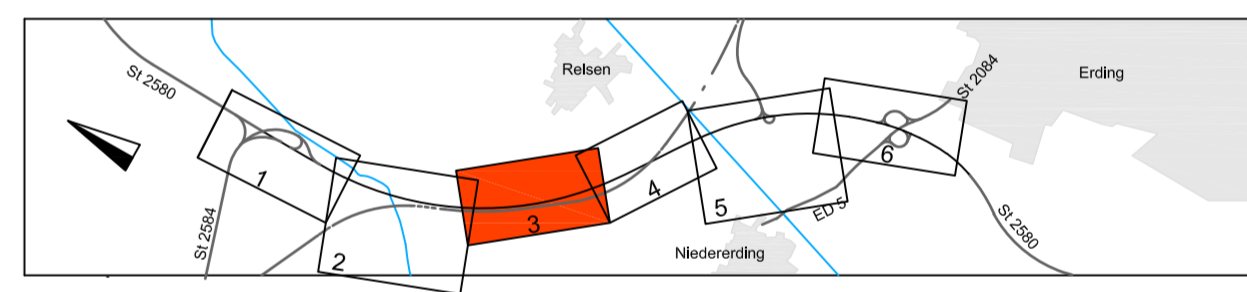 St 2580
Relsen
St 2084
Erding
1
St 2584
2
3
4
5
6
ED 5
Niedererding
St 2580